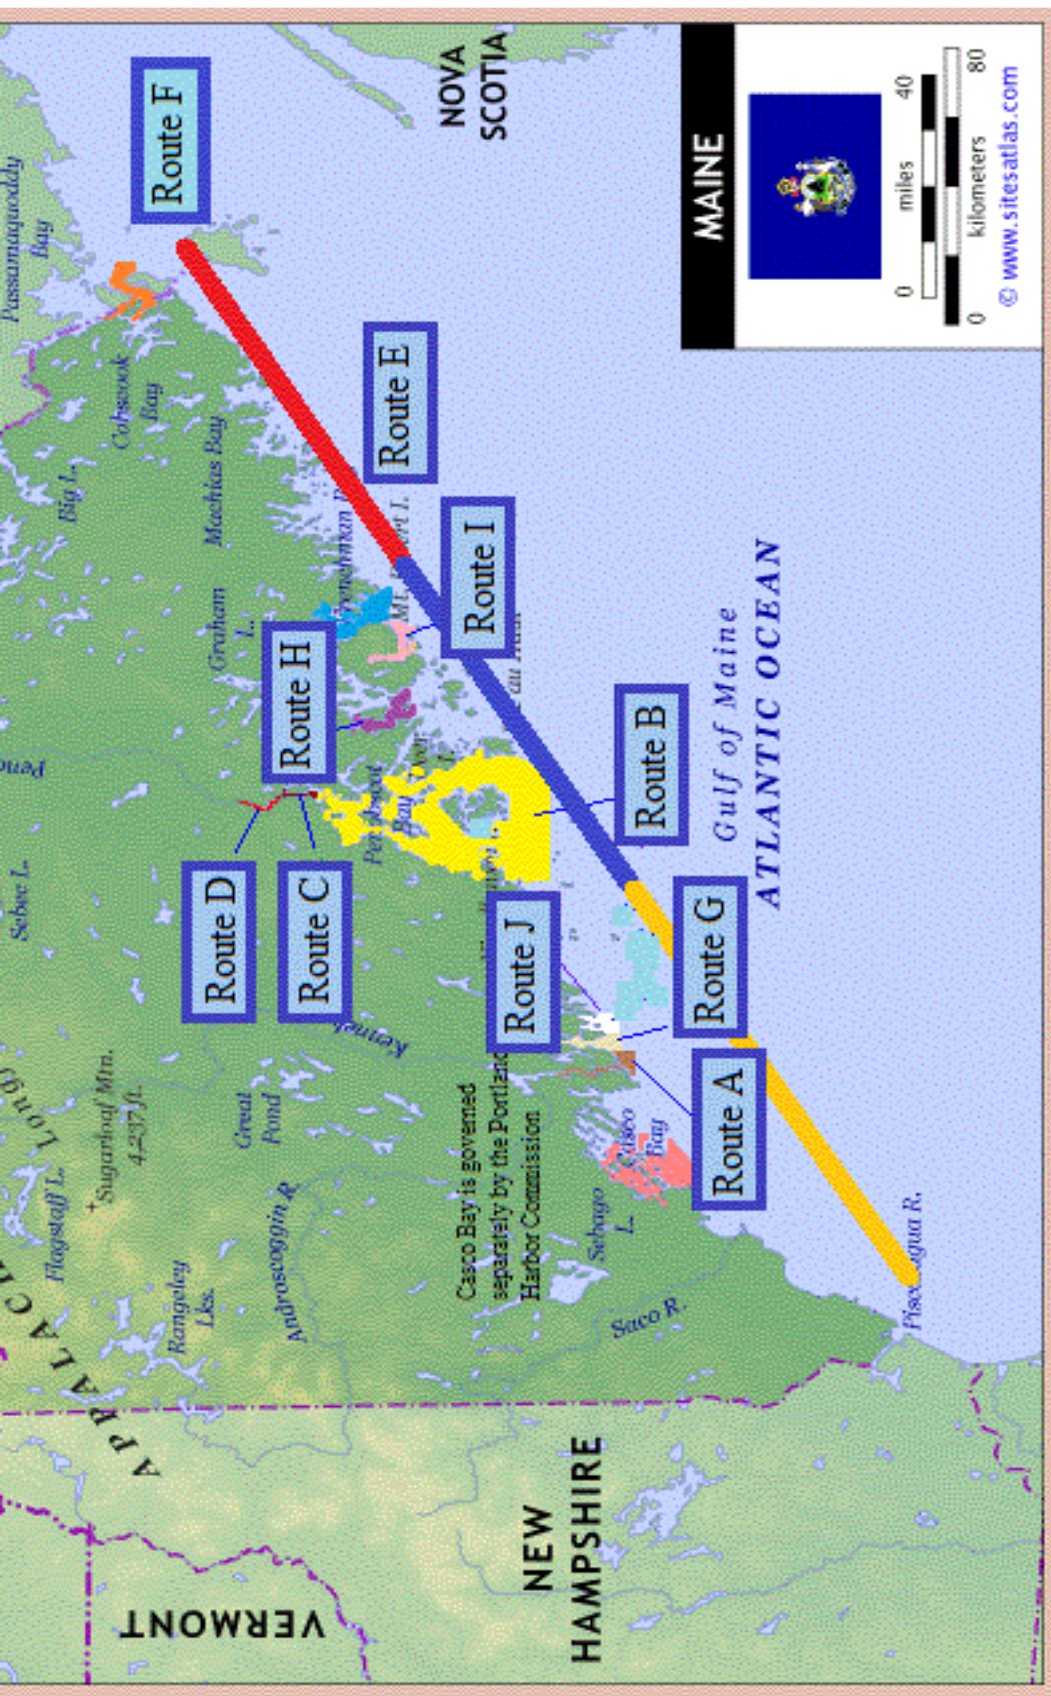 Passamaquoddy
Bay
Route F
NOVA
SCOTIA
MAINE
0 40
miles
0 80
kilometers
© www.sitesatlas.com
Cobscook
Bay
Machias Bay
Big L.
Route E
Graham
L.
Route I
Route H
Route B
Gulf of Maine
ATLANTIC OCEAN
Bay
Sebec L.
Route D
Route C
Route J
Route G
Route A
Sugarloaf Mtn.
4,237 ft.
Great
Pond
Flagstaff L.
Rangeley
Lks.
Androscoggin R.
Casco Bay is governed
separately by the Portland
Harbor Commission
Casco
Bay
Sebago
L.
Saco R.
VERMONT
NEW
HAMPSHIRE